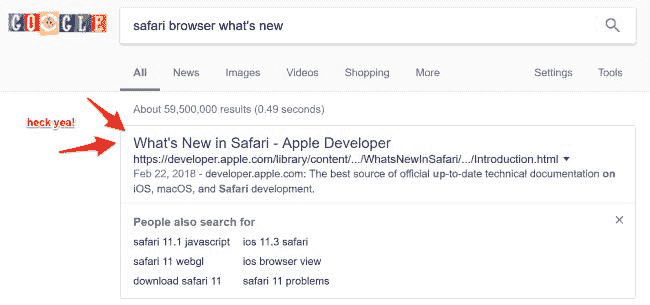 GOOGLE
safari browser what's new
All News Images Videos Shopping More Settings Tools
About 59,500,000 results (0.49 seconds)
heck yea!
What's New in Safari - Apple Developer
https://developer.apple.com/library/content/.../WhatsNewInSafari/.../Introduction.html
Feb 22, 2018 - developer.apple.com: The best source of official up-to-date technical documentation on
iOS, macOS, and Safari development.
People also search for
safari 11.1 javascript ios 11.3 safari
safari 11 webgl ios browser view
download safari 11 safari 11 problems